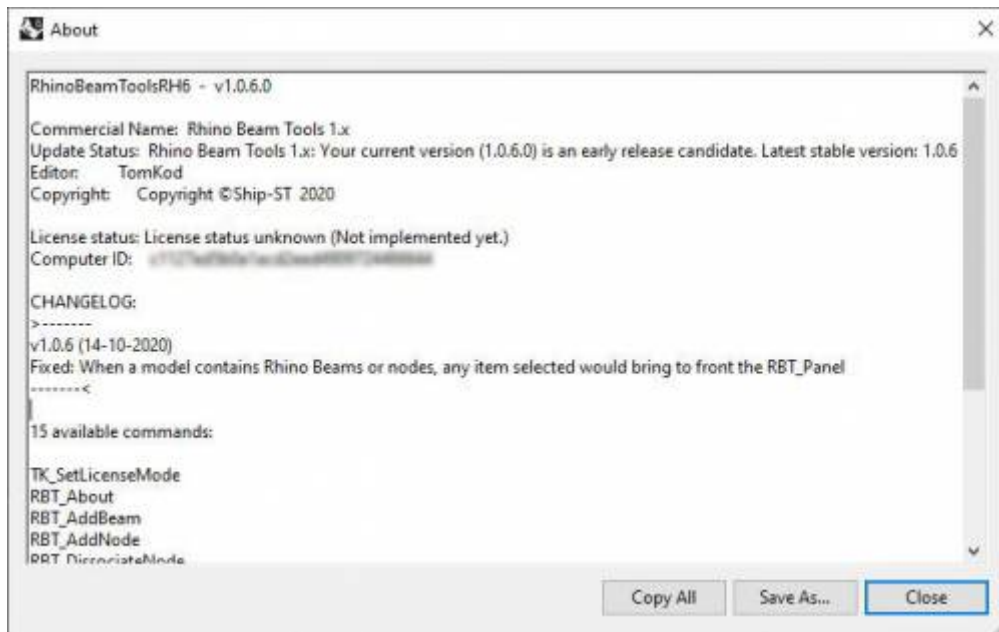 About
RhinoBeamToolsRH6 - v1.0.6.0
Commercial Name: Rhino Beam Tools 1.x
Update Status: Rhino Beam Tools 1.x: Your current version (1.0.6.0) is an early release candidate. Latest stable version: 1.0.6
Editor: TomKod
Copyright: Copyright ©Ship-ST 2020
License status: License status unknown (Not implemented yet.)
Computer ID:
CHANGELOG:
>-------
v1.0.6 (14-10-2020)
Fixed: When a model contains Rhino Beams or nodes, any item selected would bring to front the RBT_Panel
-------<
15 available commands:
TK_SetLicenseMode
RBT_About
RBT_AddBeam
RBT_AddNode
Copy All Save As... Close